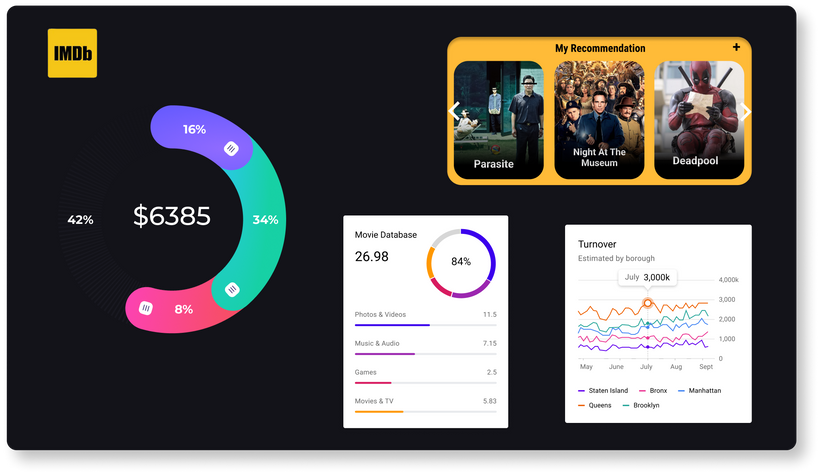 IMDb
My Recommendation +
Parasite
Night At The
Museum
Deadpool
16%
42%
$6385
34%
8%
Movie Database
26.98
84%
Photos & Videos 11.5
Music & Audio 7.15
Games 2.5
Movies & TV 5.83
Turnover
Estimated by borough
July 3,000k
4,000k
3,000
2,000
1,000
0
May June July Aug Sept
Staten Island Bronx Manhattan
Queens Brooklyn